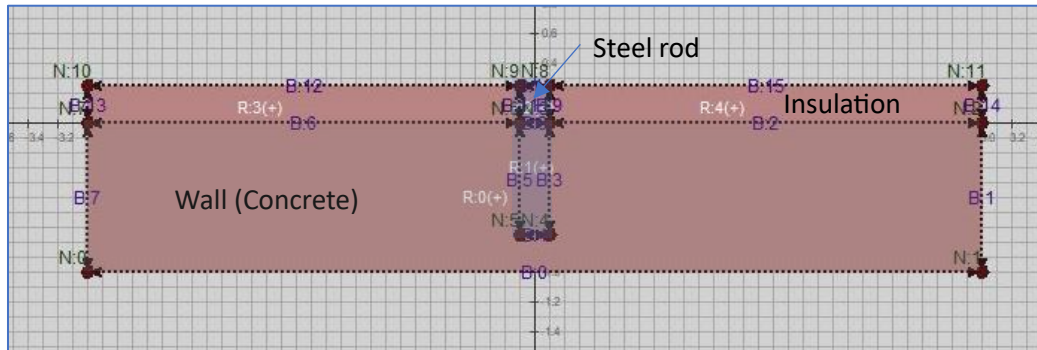 0.6
Steel rod
N:10 N:9 N:8 N:11
B:12 B:15
R:3(+) R:4(+) Insulation
B:9
B:6 B:2
3.4 3.2 3.2
R:1(+)
B:7 Wall (Concrete) R:0(+) B:5 B:3 B:1
N:5 N:4
N:0 N:1
B:0
1.2
1.4